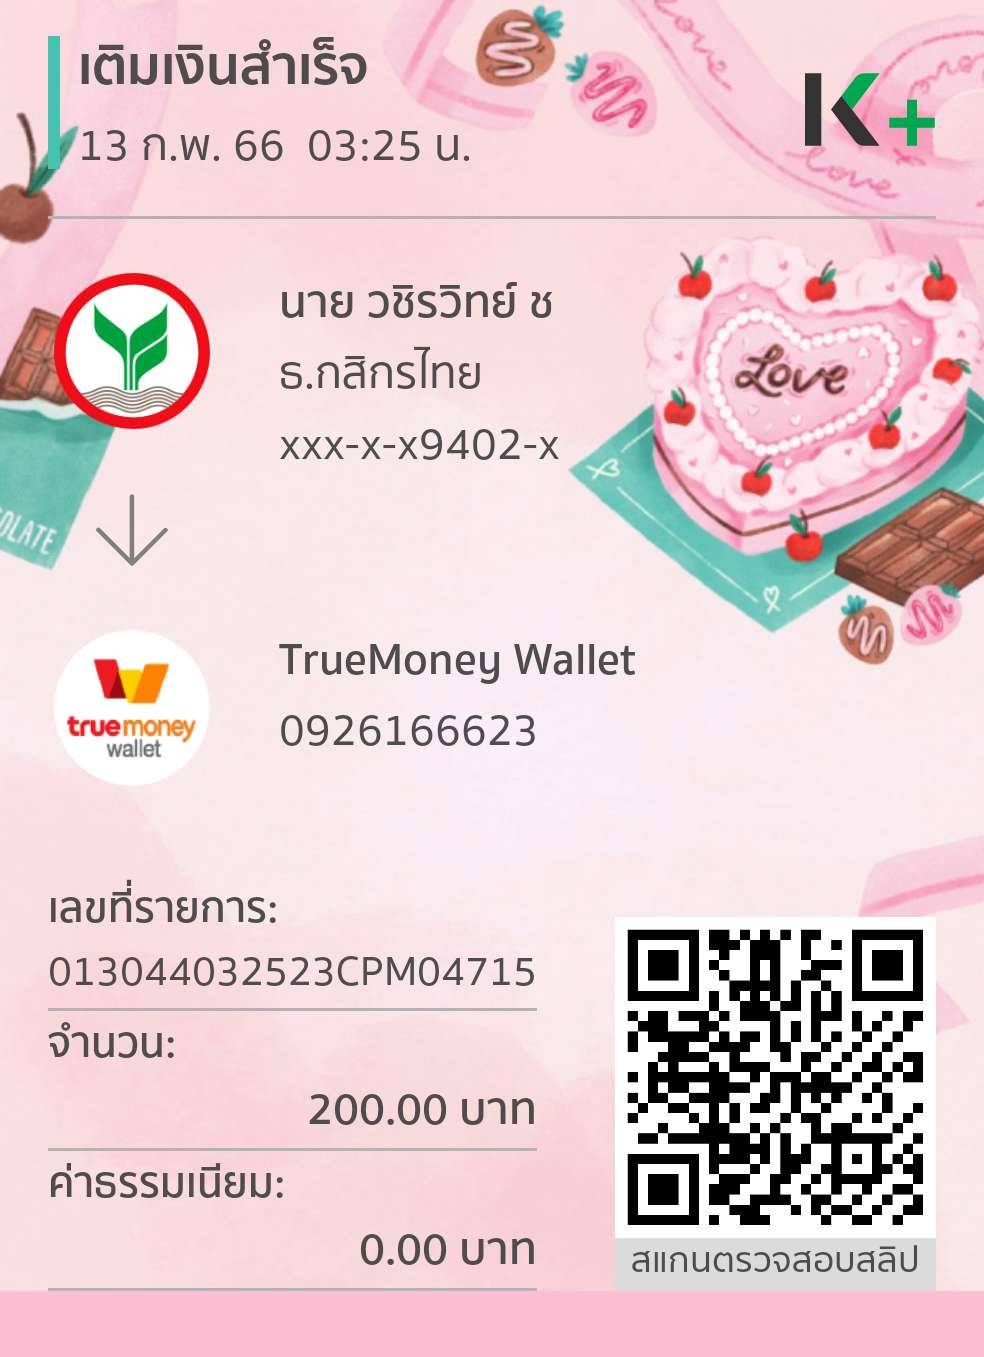 เติมเงินสำเร็จ
13 ก.พ. 66 03:25 น.
K+
นาย วชิรวิทย์ ช
ธ.กสิกรไทย
xxx-x-x9402-x
Love
love
love
OLATE
truemoney
wallet
TrueMoney Wallet
0926166623
เลขที่รายการ:
013044032523CPM04715
จำนวน:
200.00 บาท
ค่าธรรมเนียม:
0.00 บาท
สแกนตรวจสอบสลิป